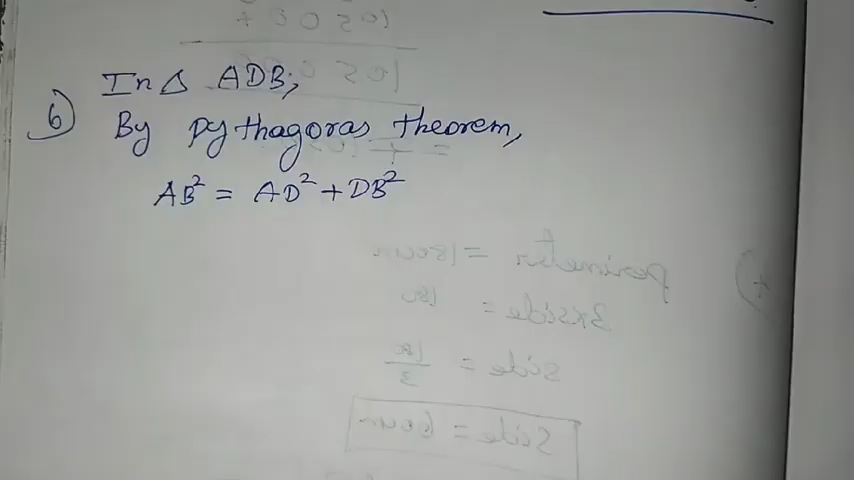 6) In △ ADB;
By pythagoras theorem,
AB² = AD² + DB²